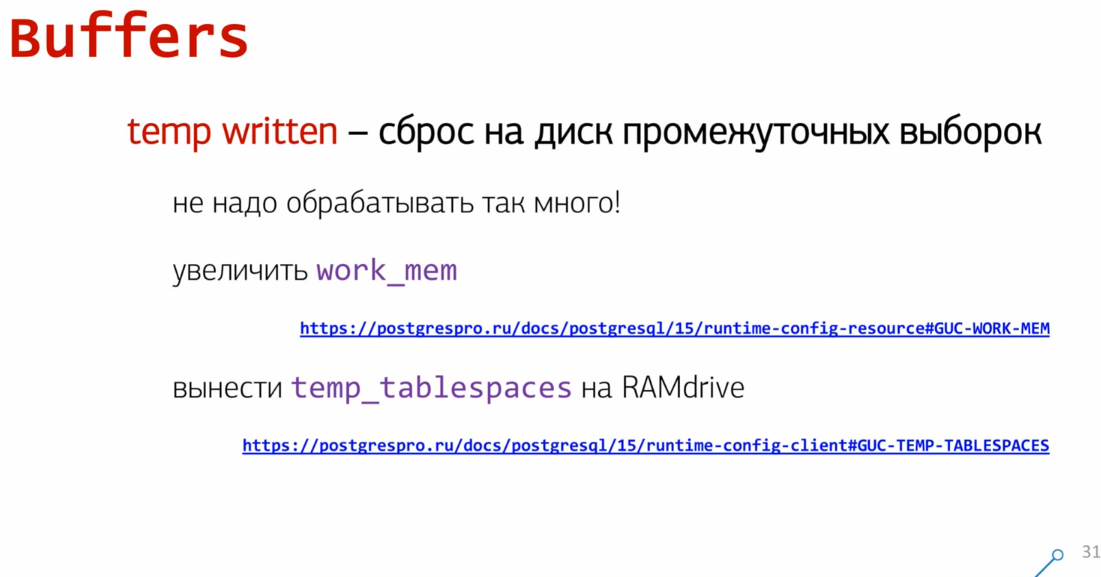 Buffers
temp written – сброс на диск промежуточных выборок
не надо обрабатывать так много!
увеличить work_mem
https://postgrespro.ru/docs/postgresql/15/runtime-config-resource#GUC-WORK-MEM
вынести temp_tablespaces на RAMdrive
https://postgrespro.ru/docs/postgresql/15/runtime-config-client#GUC-TEMP-TABLESPACES
31